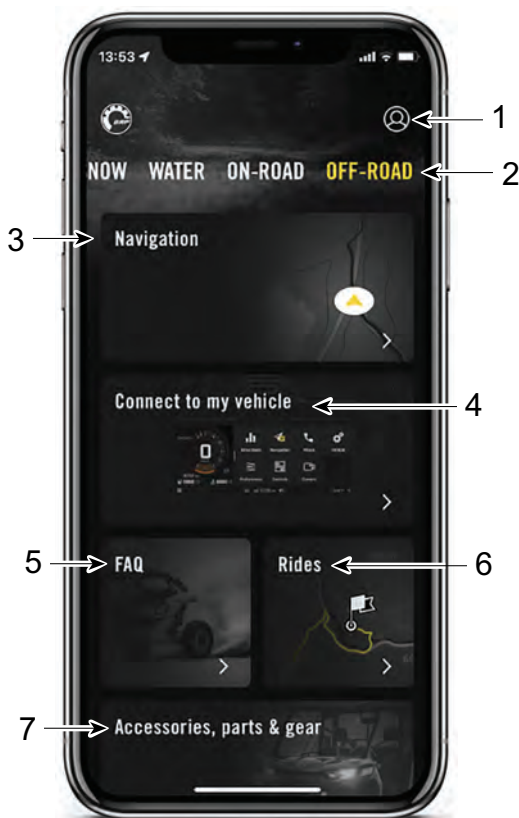 13:53
1
NOW WATER ON-ROAD OFF-ROAD
2
3
Navigation
Connect to my vehicle
4
0
5
FAQ
Rides
6
7
Accessories, parts & gear